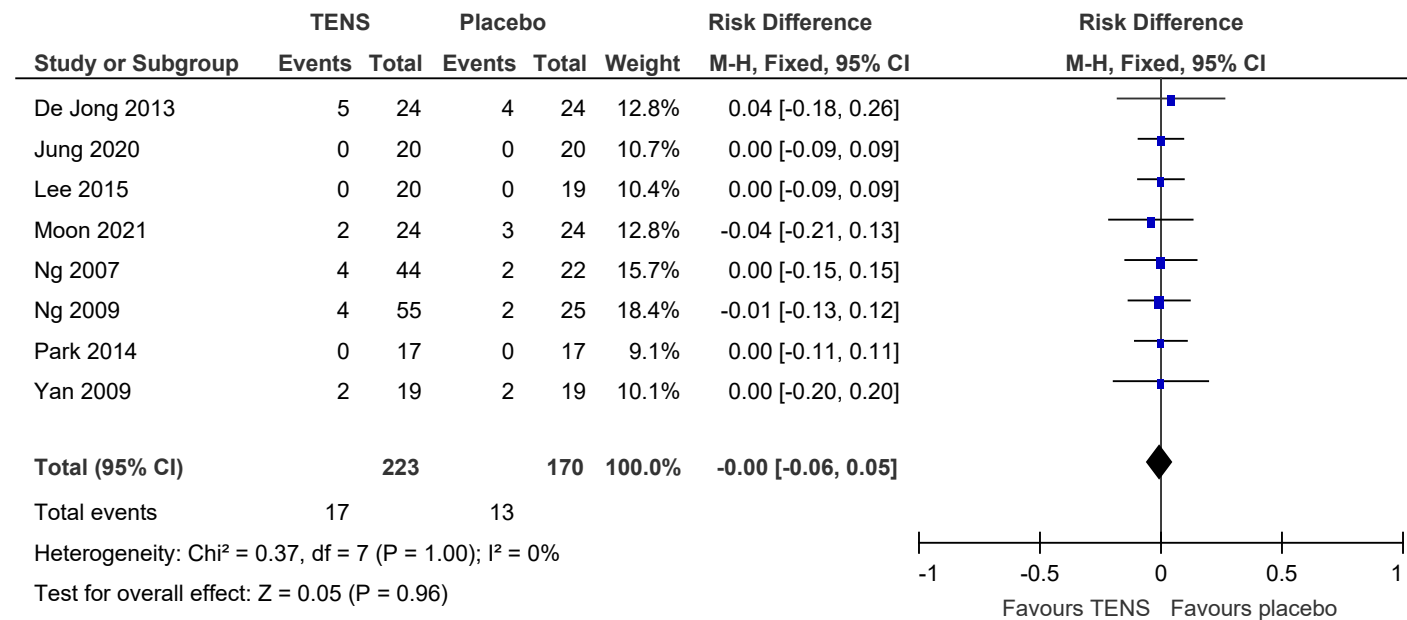 TENS Placebo Risk Difference Risk Difference
Study or Subgroup Events Total Events Total Weight M-H, Fixed, 95% CI M-H, Fixed, 95% CI
De Jong 2013 5 24 4 24 12.8% 0.04 [-0.18, 0.26]
Jung 2020 0 20 0 20 10.7% 0.00 [-0.09, 0.09]
Lee 2015 0 20 0 19 10.4% 0.00 [-0.09, 0.09]
Moon 2021 2 24 3 24 12.8% -0.04 [-0.21, 0.13]
Ng 2007 4 44 2 22 15.7% 0.00 [-0.15, 0.15]
Ng 2009 4 55 2 25 18.4% -0.01 [-0.13, 0.12]
Park 2014 0 17 0 17 9.1% 0.00 [-0.11, 0.11]
Yan 2009 2 19 2 19 10.1% 0.00 [-0.20, 0.20]
Total (95% CI) 223 170 100.0% -0.00 [-0.06, 0.05]
Total events 17 13
Heterogeneity: Chi² = 0.37, df = 7 (P = 1.00); I² = 0%
Test for overall effect: Z = 0.05 (P = 0.96)
-1 -0.5 0 0.5 1
Favours TENS Favours placebo